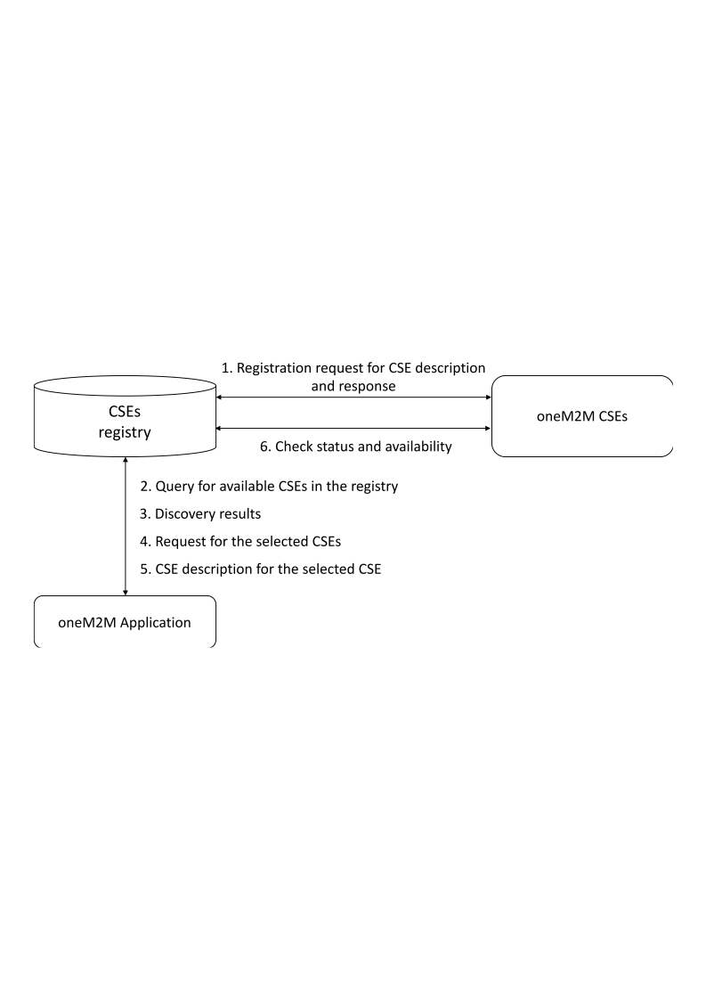 1. Registration request for CSE description
and response
CSEs
registry
oneM2M CSEs
6. Check status and availability
2. Query for available CSEs in the registry
3. Discovery results
4. Request for the selected CSEs
5. CSE description for the selected CSE
oneM2M Application